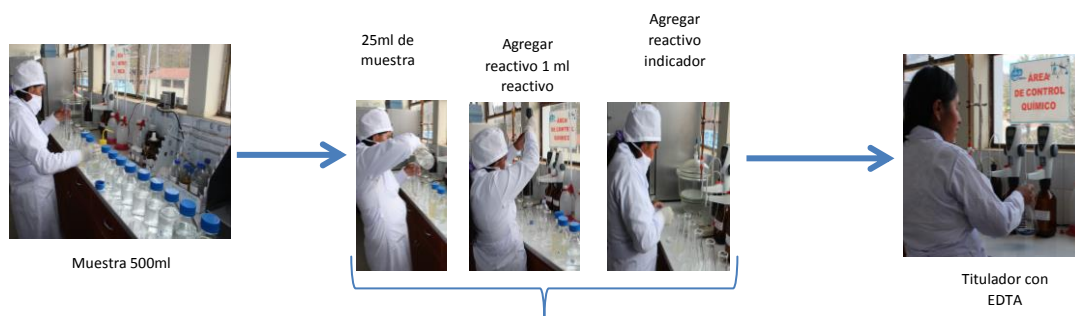 Muestra 500ml
25ml de
muestra
Agregar
reactivo 1 ml
reactivo
Agregar
reactivo
indicador
ÁREA
DE CONTROL
QUÍMICO
Titulador con
EDTA